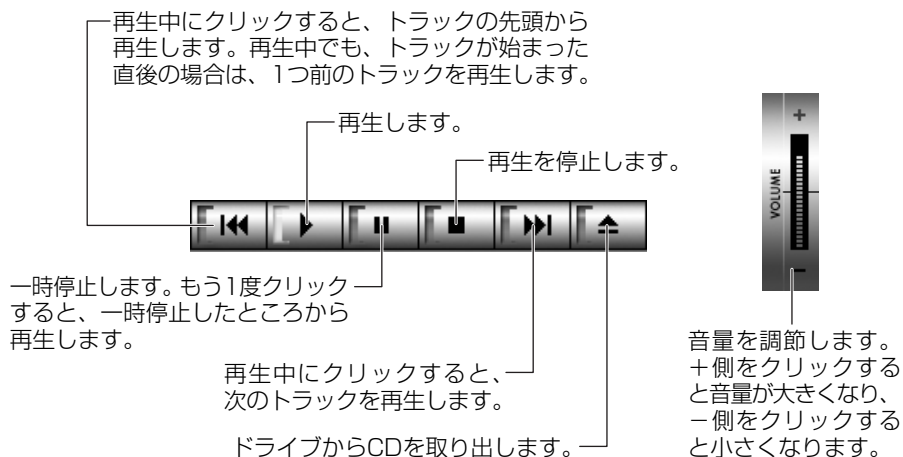 再生中にクリックすると、トラックの先頭から
再生します。再生中でも、トラックが始まった
直後の場合は、1つ前のトラックを再生します。
再生します。
再生を停止します。
一時停止します。もう1度クリック
すると、一時停止したところから
再生します。
再生中にクリックすると、
次のトラックを再生します。
ドライブからCDを取り出します。
+
VOLUME
−
音量を調節します。
＋側をクリックする
と音量が大きくなり、
−側をクリックする
と小さくなります。